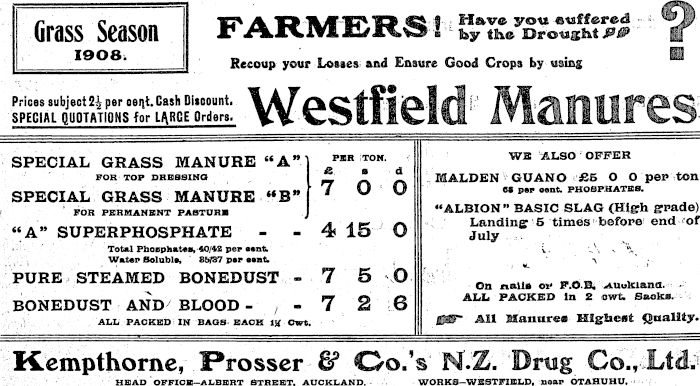 Grass Season
1908.
FARMERS! Have you suffered
by the Drought ?
Recoup your Losses and Ensure Good Crops by using
Prices subject 2½ per cent. Cash Discount.
SPECIAL QUOTATIONS for LARGE Orders.
Westfield Manures
PER TON.
£ s d
SPECIAL GRASS MANURE "A"
FOR TOP DRESSING
SPECIAL GRASS MANURE "B"
FOR PERMANENT PASTURE
7 0 0
"A" SUPERPHOSPHATE - - 4 15 0
Total Phosphates, 40/42 per cent.
Water Soluble, 35/37 per cent.
PURE STEAMED BONEDUST - 7 5 0
BONEDUST AND BLOOD - - 7 2 6
ALL PACKED IN BAGS EACH 1½ Cwt.
WE ALSO OFFER
MALDEN GUANO £5 0 0 per ton
65 per cent. PHOSPHATES.
"ALBION" BASIC SLAG (High grade)
Landing 5 times before end of
July
On Rails or F.O.B. Auckland.
ALL PACKED in 2 cwt. Sacks.
All Manures Highest Quality.
Kempthorne, Prosser & Co.'s N.Z. Drug Co., Ltd.
HEAD OFFICE—ALBERT STREET, AUCKLAND. WORKS—WESTFIELD, near OTAHUHU.